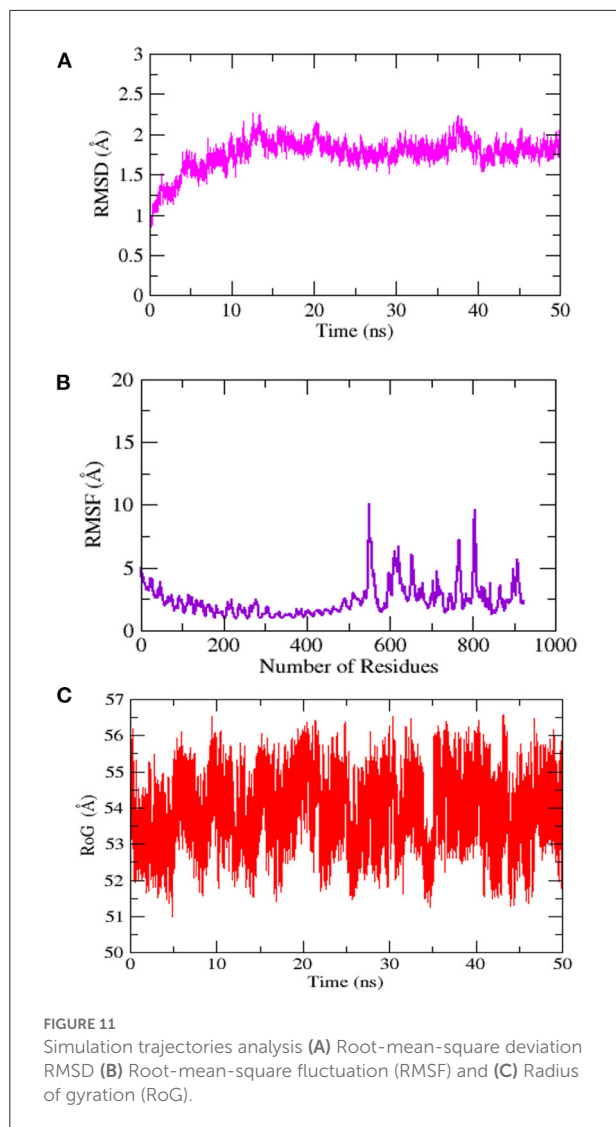 A
3
2.5
2
1.5
1
0.5
0
RMSD (Å)
0 10 20 30 40 50
Time (ns)
B
20
15
10
5
0
RMSF (Å)
0 200 400 600 800 1000
Number of Residues
C
57
56
55
54
53
52
51
50
RoG (Å)
0 10 20 30 40 50
Time (ns)
FIGURE 11
Simulation trajectories analysis (A) Root-mean-square deviation
RMSD (B) Root-mean-square fluctuation (RMSF) and (C) Radius
of gyration (RoG).